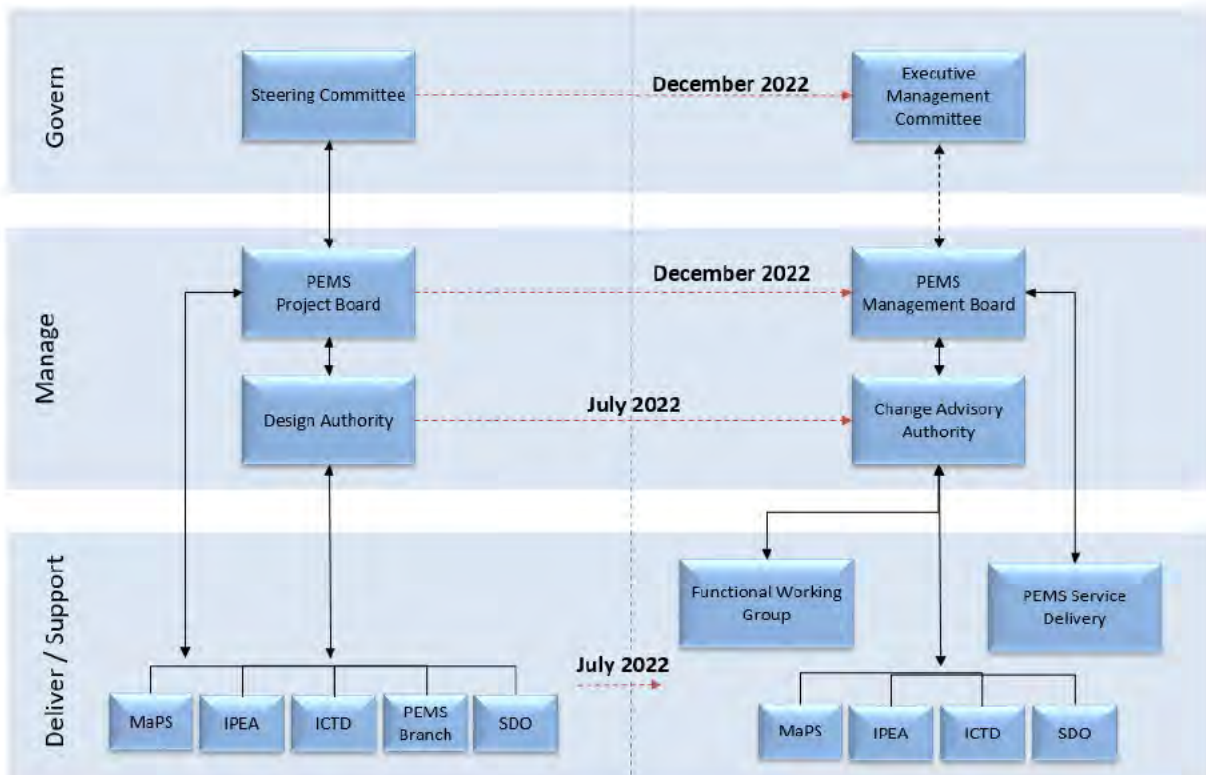 Govern
Steering Committee
December 2022
Executive
Management
Committee
Manage
PEMS
Project Board
December 2022
PEMS
Management Board
Design Authority
July 2022
Change Advisory
Authority
Deliver / Support
Functional Working
Group
PEMS Service
Delivery
July 2022
MaPS
IPEA
ICTD
PEMS
Branch
SDO
MaPS
IPEA
ICTD
SDO